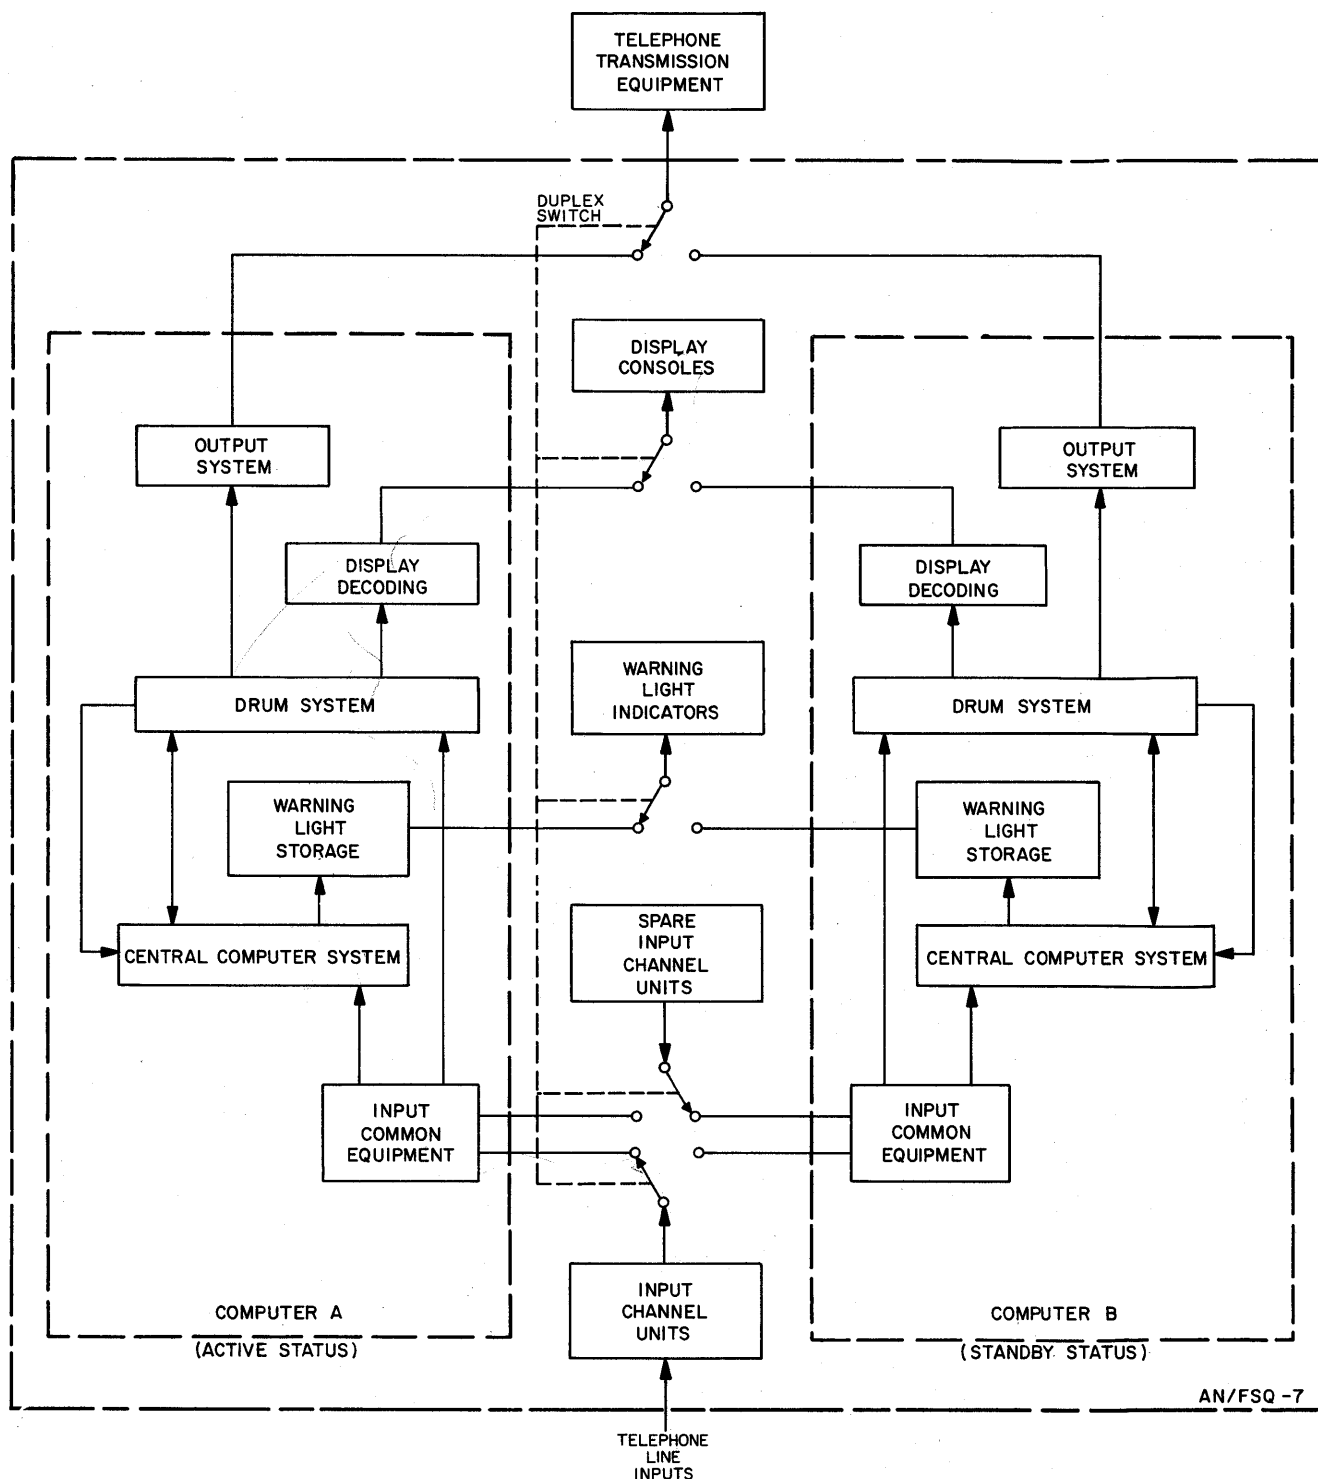 TELEPHONE
TRANSMISSION
EQUIPMENT
DUPLEX
SWITCH
DISPLAY
CONSOLES
OUTPUT
SYSTEM
OUTPUT
SYSTEM
DISPLAY
DECODING
DISPLAY
DECODING
WARNING
LIGHT
INDICATORS
DRUM SYSTEM
DRUM SYSTEM
WARNING
LIGHT
STORAGE
WARNING
LIGHT
STORAGE
SPARE
INPUT
CHANNEL
UNITS
CENTRAL COMPUTER SYSTEM
CENTRAL COMPUTER SYSTEM
INPUT
COMMON
EQUIPMENT
INPUT
COMMON
EQUIPMENT
INPUT
CHANNEL
UNITS
COMPUTER A
(ACTIVE STATUS)
COMPUTER B
(STANDBY STATUS)
AN/FSQ-7
TELEPHONE
LINE
INPUTS